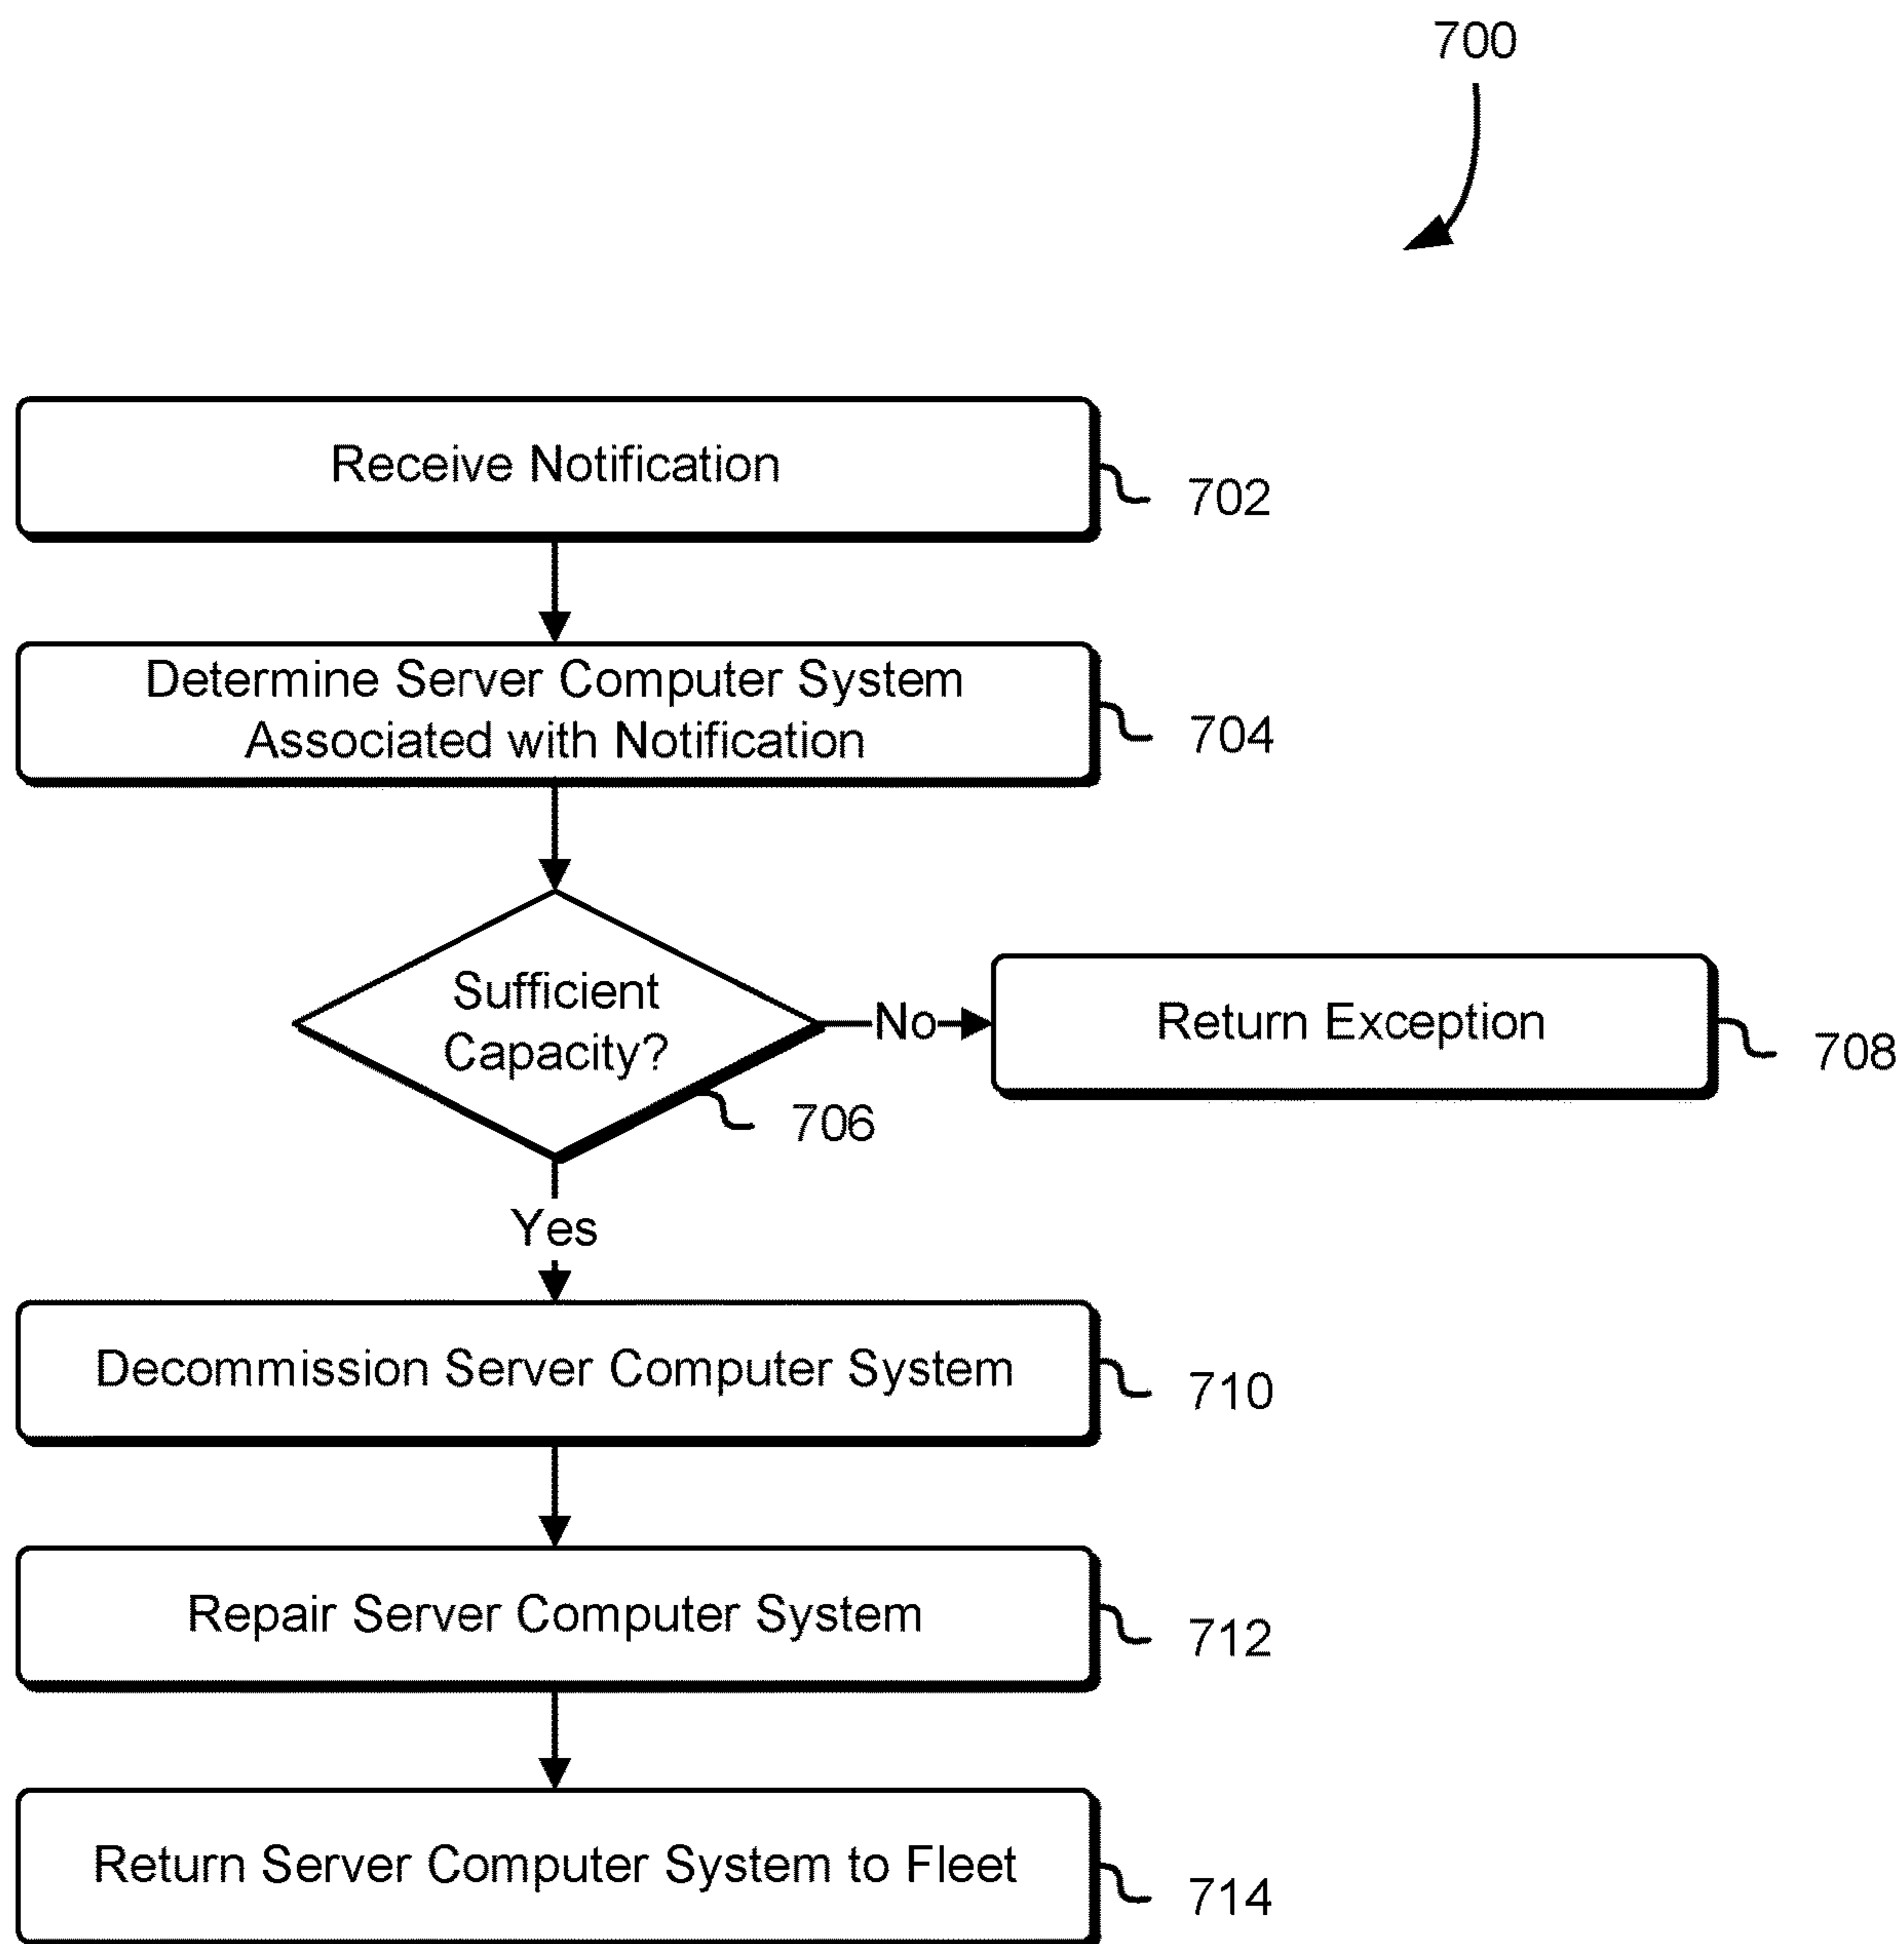 700
Receive Notification
702
Determine Server Computer System
Associated with Notification
704
Sufficient
Capacity?
706
No
Return Exception
708
Yes
Decommission Server Computer System
710
Repair Server Computer System
712
Return Server Computer System to Fleet
714